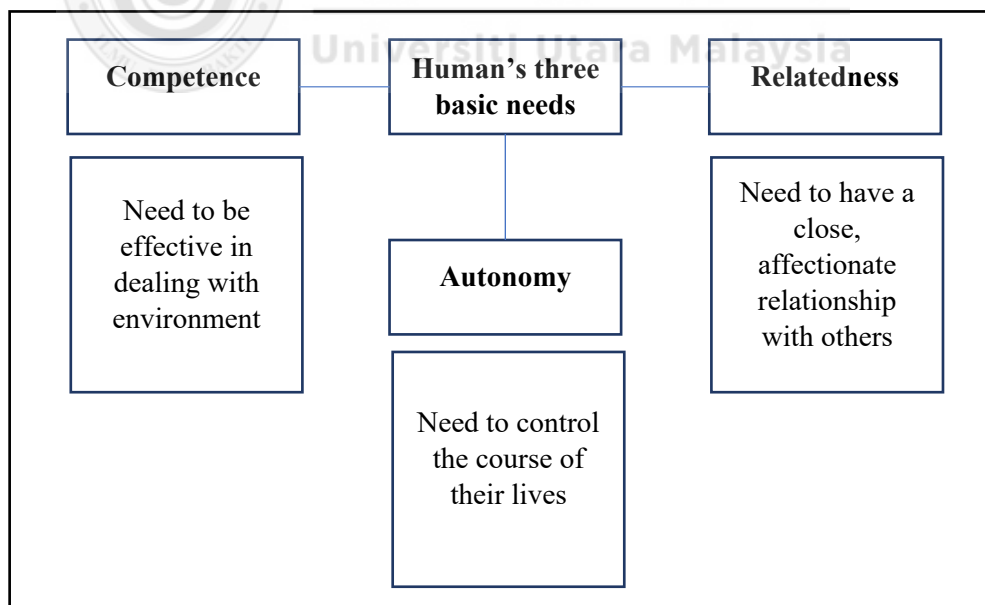 Universiti Utara Malaysia
Competence
Human's three
basic needs
Relatedness
Need to be
effective in
dealing with
environment
Autonomy
Need to have a
close,
affectionate
relationship
with others
Need to control
the course of
their lives